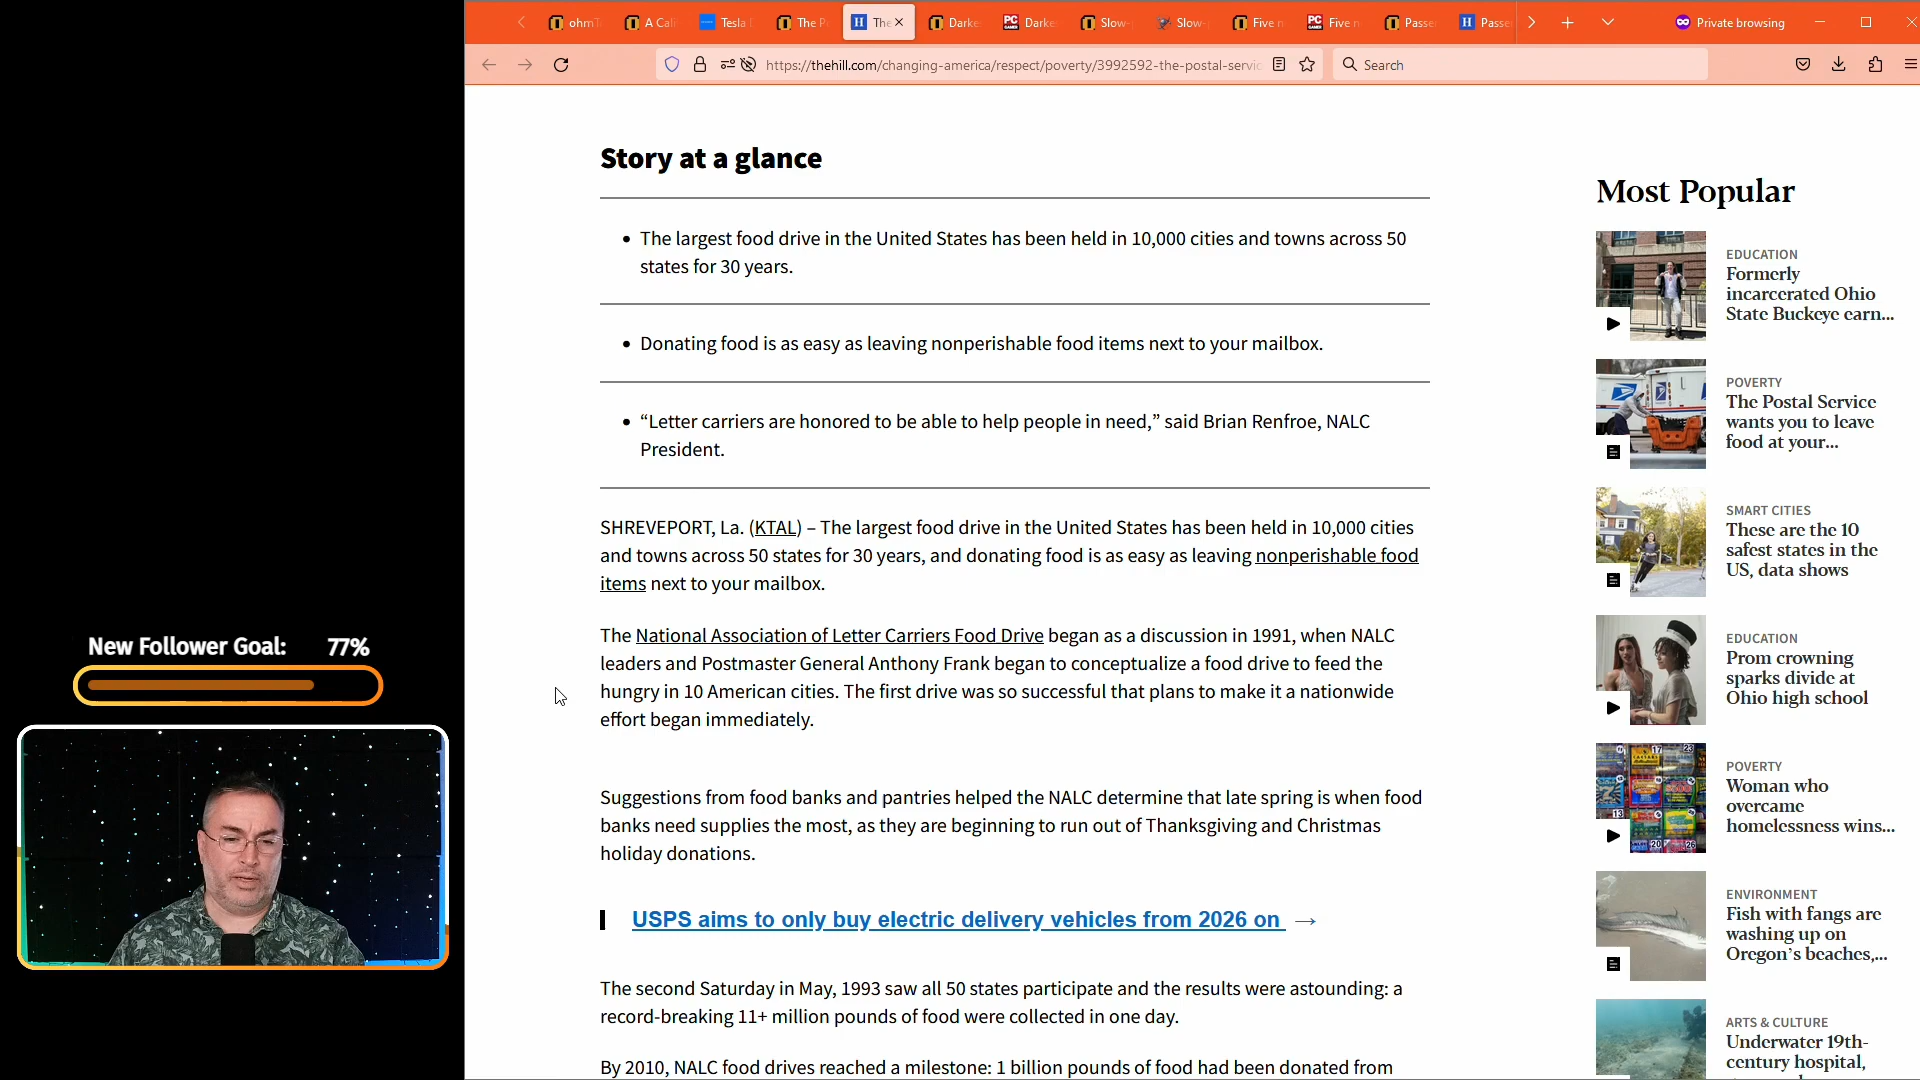 ohmT
A Cali
Tesla
The P
The
Darke
Darke
Slow-
Slow-
Five n
Five n
Passe
Passe
Private browsing
https://thehill.com/changing-america/respect/poverty/3992592-the-postal-servic
Search
Story at a glance
• The largest food drive in the United States has been held in 10,000 cities and towns across 50
states for 30 years.
• Donating food is as easy as leaving nonperishable food items next to your mailbox.
• “Letter carriers are honored to be able to help people in need,” said Brian Renfroe, NALC
President.
SHREVEPORT, La. (KTAL) – The largest food drive in the United States has been held in 10,000 cities
and towns across 50 states for 30 years, and donating food is as easy as leaving nonperishable food
items next to your mailbox.
The National Association of Letter Carriers Food Drive began as a discussion in 1991, when NALC
leaders and Postmaster General Anthony Frank began to conceptualize a food drive to feed the
hungry in 10 American cities. The first drive was so successful that plans to make it a nationwide
effort began immediately.
Suggestions from food banks and pantries helped the NALC determine that late spring is when food
banks need supplies the most, as they are beginning to run out of Thanksgiving and Christmas
holiday donations.
USPS aims to only buy electric delivery vehicles from 2026 on →
The second Saturday in May, 1993 saw all 50 states participate and the results were astounding: a
record-breaking 11+ million pounds of food were collected in one day.
By 2010, NALC food drives reached a milestone: 1 billion pounds of food had been donated from
Most Popular
EDUCATION
Formerly
incarcerated Ohio
State Buckeye earn...
POVERTY
The Postal Service
wants you to leave
food at your...
SMART CITIES
These are the 10
safest states in the
US, data shows
EDUCATION
Prom crowning
sparks divide at
Ohio high school
POVERTY
Woman who
overcame
homelessness wins...
ENVIRONMENT
Fish with fangs are
washing up on
Oregon’s beaches,...
ARTS & CULTURE
Underwater 19th-
century hospital,
New Follower Goal: 77%